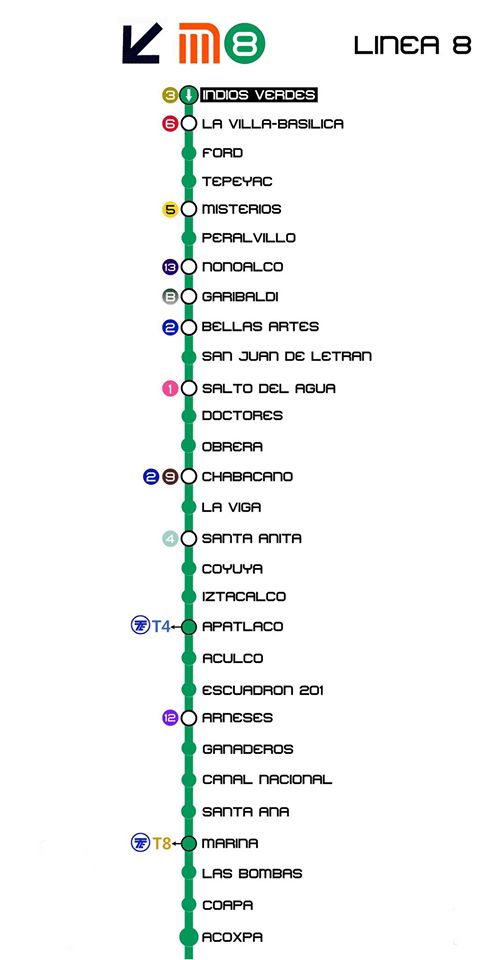 M 8 LINEA 8
3 INDIOS VERDES
6 LA VILLA-BASILICA
FORD
TEPEYAC
5 MISTERIOS
PERALVILLO
13 NONOALCO
B GARIBALDI
2 BELLAS ARTES
SAN JUAN DE LETRAN
1 SALTO DEL AGUA
DOCTORES
OBRERA
2 9 CHABACANO
LA VIGA
4 SANTA ANITA
COYUYA
IZTACALCO
T4 APATLACO
ACULCO
ESCUADRON 201
12 ARNESES
GANADEROS
CANAL NACIONAL
SANTA ANA
T8 MARINA
LAS BOMBAS
COAPA
ACOXPA